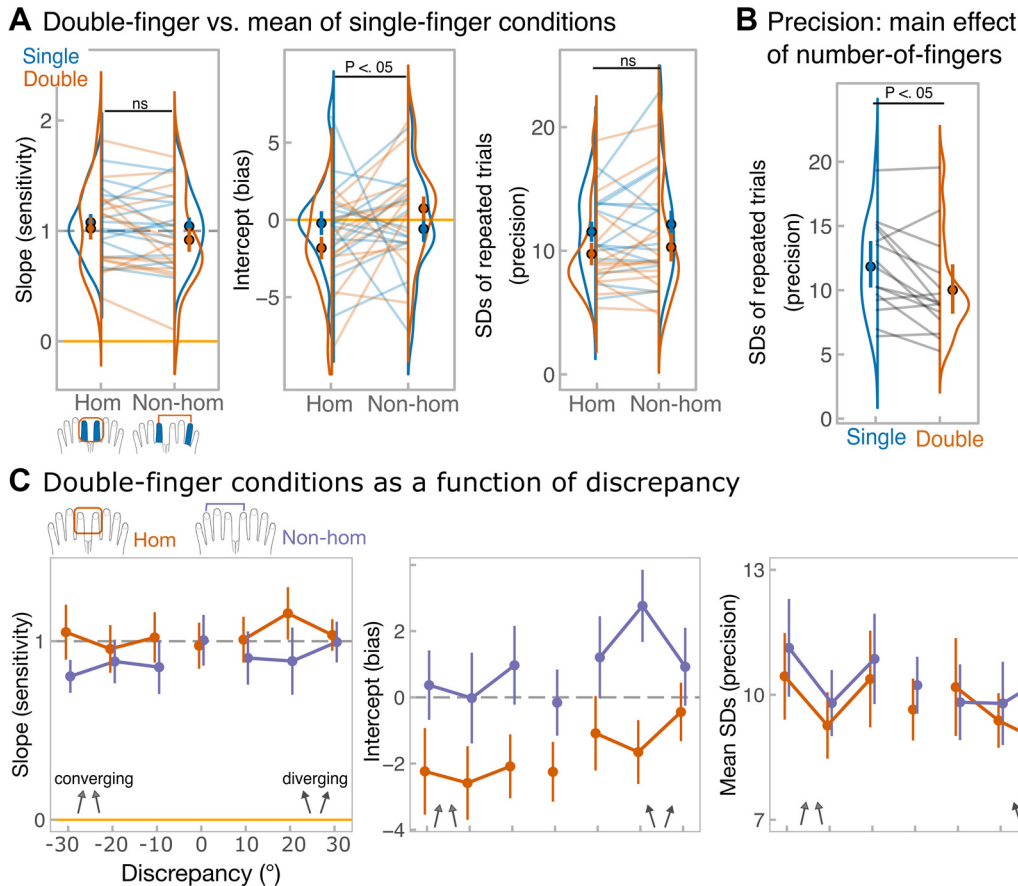 A Double-finger vs. mean of single-finger conditions
Single
Double
Slope (sensitivity)
2
1
0
ns
Hom Non-hom
Intercept (bias)
5
0
−5
P <. 05
Hom Non-hom
SDs of repeated trials
(precision)
20
10
0
ns
Hom Non-hom
B Precision: main effect
of number-of-fingers
P <. 05
SDs of repeated trials
(precision)
20
15
10
5
0
Single Double
C Double-finger conditions as a function of discrepancy
Hom
Non-hom
Slope (sensitivity)
1
0
converging
diverging
-30 -20 -10 0 10 20 30
Discrepancy (°)
Intercept (bias)
2
0
−2
−4
Mean SDs (precision)
13
10
7